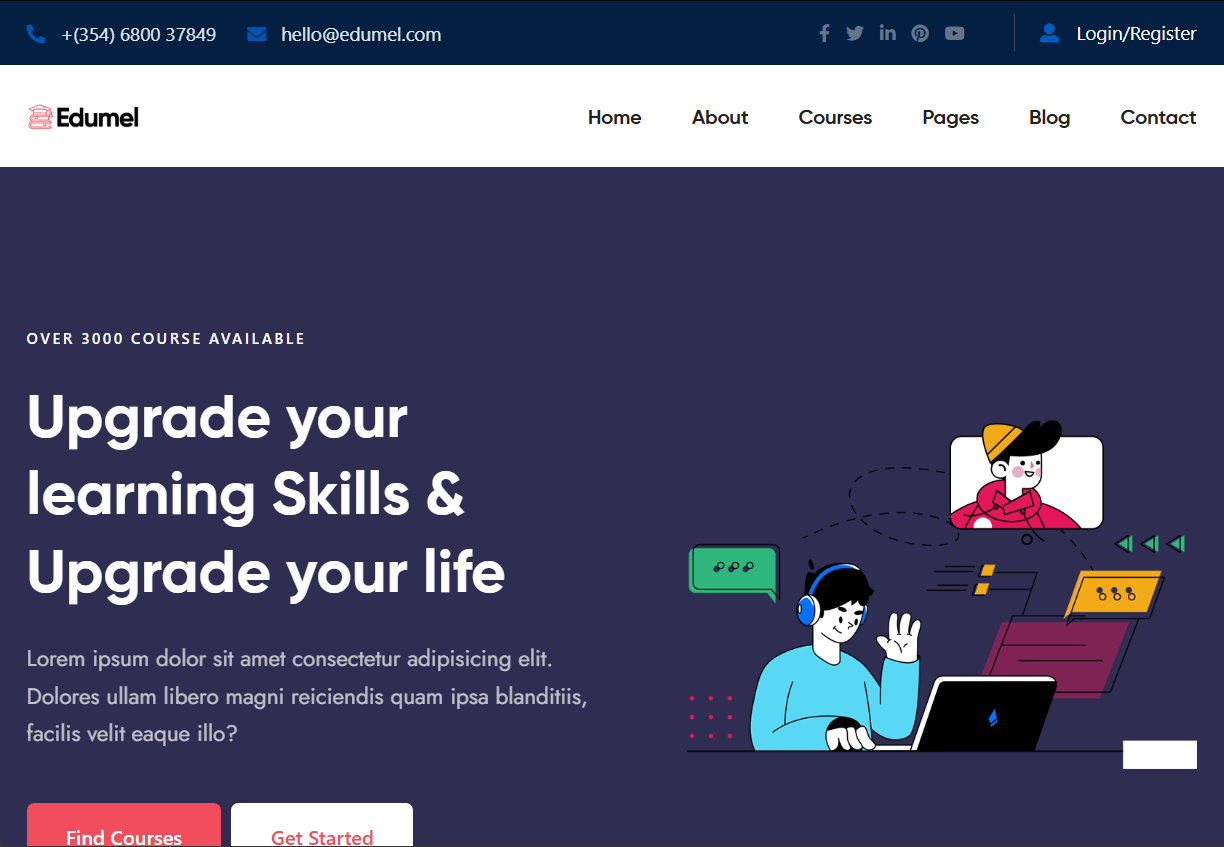 +(354) 6800 37849 hello@edumel.com Login/Register
Edumel Home About Courses Pages Blog Contact
OVER 3000 COURSE AVAILABLE
Upgrade your
learning Skills &
Upgrade your life
Lorem ipsum dolor sit amet consectetur adipisicing elit.
Dolores ullam libero magni reiciendis quam ipsa blanditiis,
facilis velit eaque illo?
Find Courses Get Started